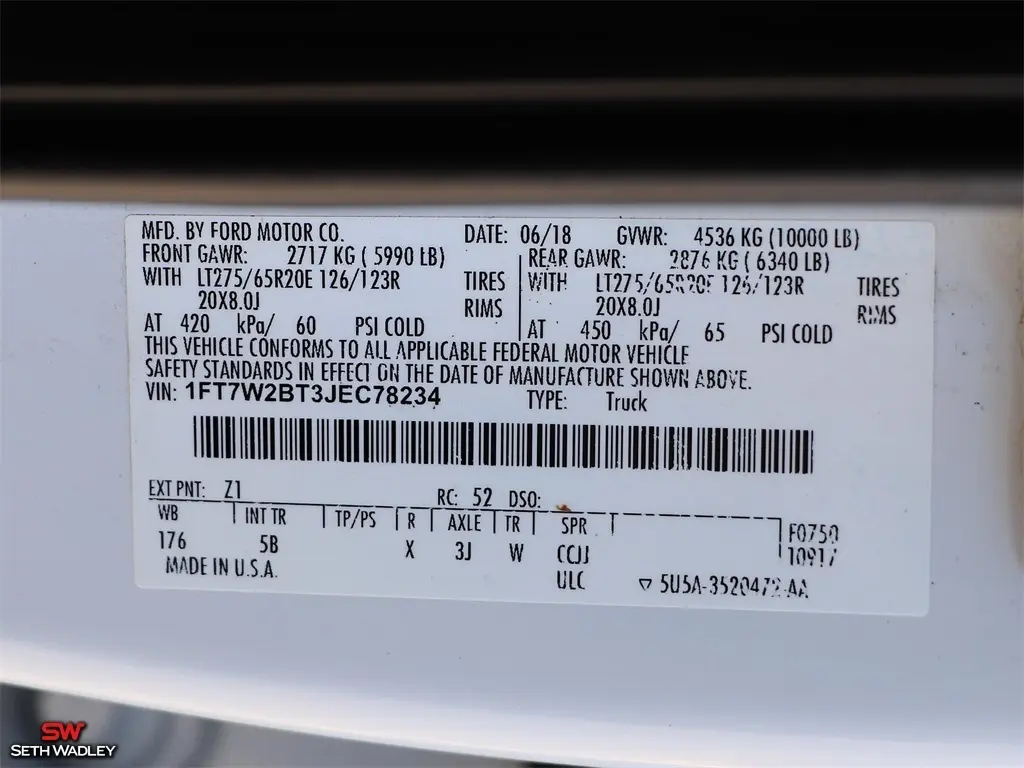 MFD. BY FORD MOTOR CO. DATE: 06/18 GVWR: 4536 KG (10000 LB)
FRONT GAWR: 2717 KG ( 5990 LB) REAR GAWR: 2876 KG ( 6340 LB)
WITH LT275/65R20E 126/123R TIRES WITH LT275/65R20E 126/123R TIRES
20X8.0J RIMS 20X8.0J RIMS
AT 420 kPa/ 60 PSI COLD AT 450 kPa/ 65 PSI COLD
THIS VEHICLE CONFORMS TO ALL APPLICABLE FEDERAL MOTOR VEHICLE
SAFETY STANDARDS IN EFFECT ON THE DATE OF MANUFACTURE SHOWN ABOVE.
VIN: 1FT7W2BT3JEC78234 TYPE: Truck
EXT PNT: Z1 RC: 52 DSO:
WB INT TR TP/PS R AXLE TR SPR F0750
176 5B X 3J W CCJJ 10917
MADE IN U.S.A. ULC ▽ 5U5A-3520472-AA
SW
SETH WADLEY